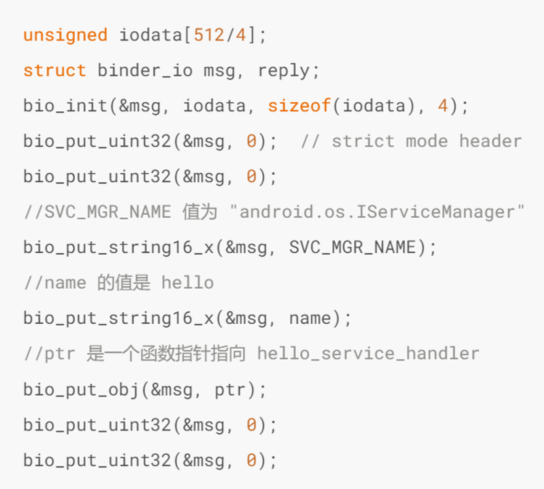 unsigned iodata[512/4];
struct binder_io msg, reply;
bio_init(&msg, iodata, sizeof(iodata), 4);
bio_put_uint32(&msg, 0);  // strict mode header
bio_put_uint32(&msg, 0);
//SVC_MGR_NAME 值为 "android.os.IServiceManager"
bio_put_string16_x(&msg, SVC_MGR_NAME);
//name 的值是 hello
bio_put_string16_x(&msg, name);
//ptr 是一个函数指针指向 hello_service_handler
bio_put_obj(&msg, ptr);
bio_put_uint32(&msg, 0);
bio_put_uint32(&msg, 0);